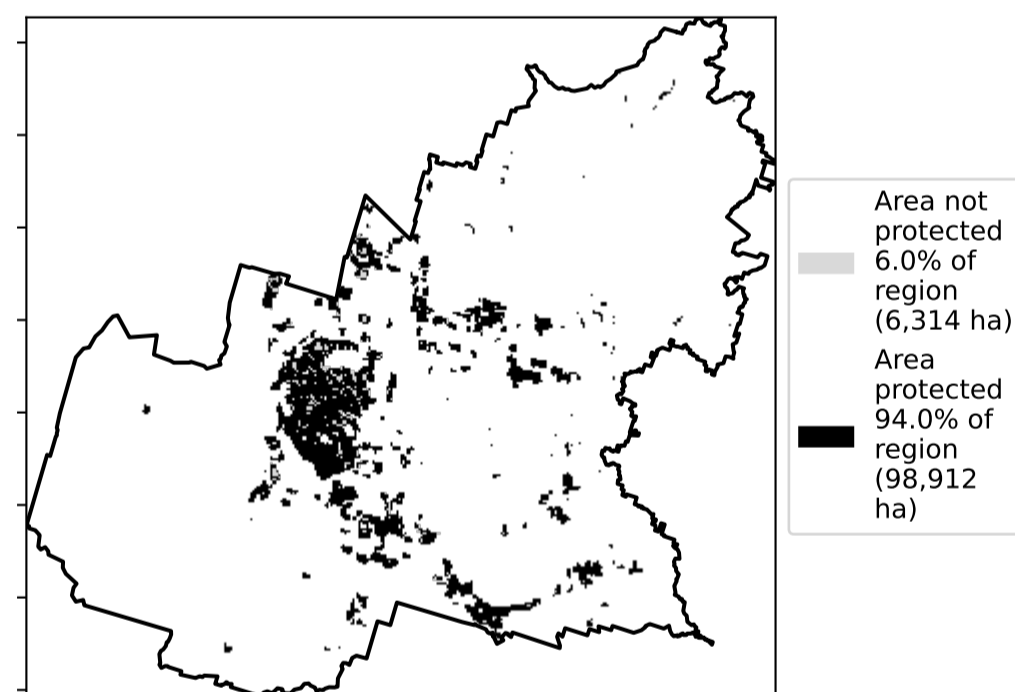 Area not
protected
6.0% of
region
(6,314 ha)
Area
protected
94.0% of
region
(98,912
ha)